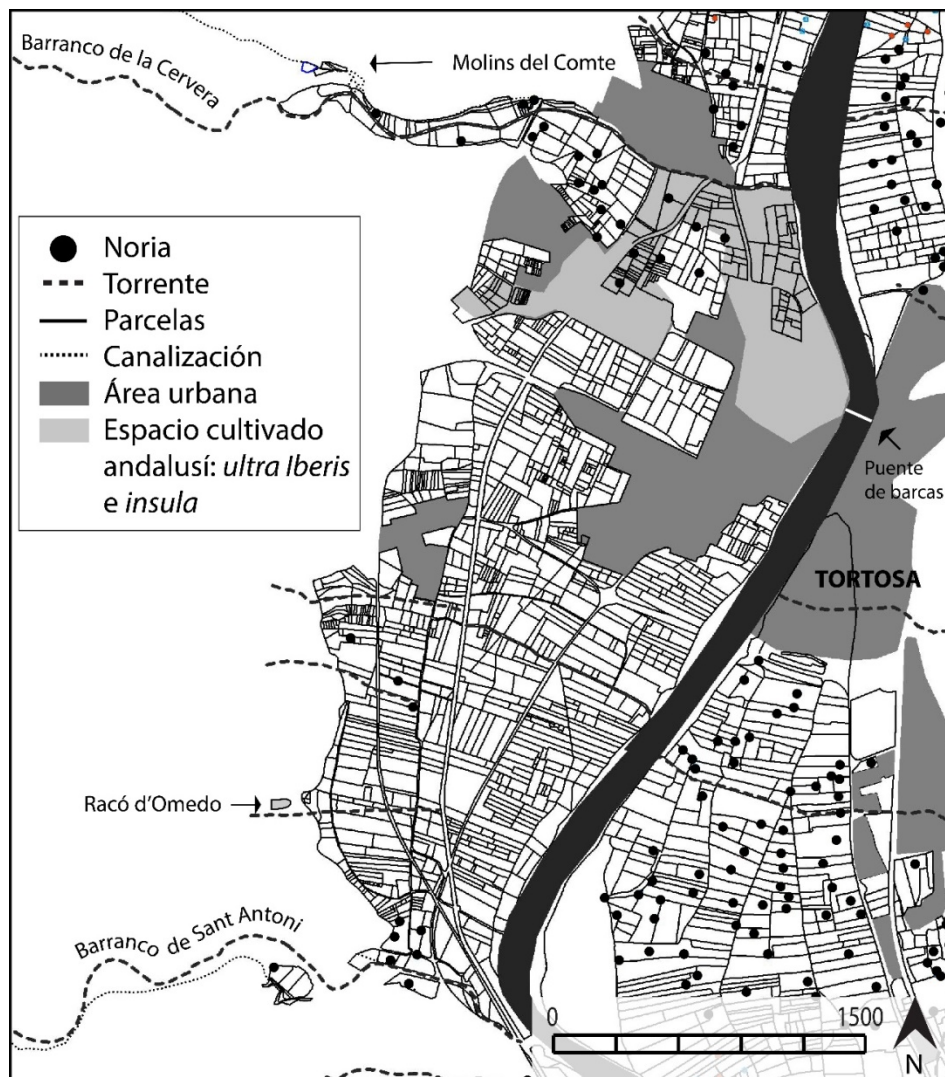 Barranco de la Cervera
Molins del Comte
Noria
Torrente
Parcelas
Canalización
Área urbana
Espacio cultivado
andalusí: ultra Iberis
e insula
Puente
de barcas
TORTOSA
Racó d'Omedo
Barranco de Sant Antoni
0 1500
N